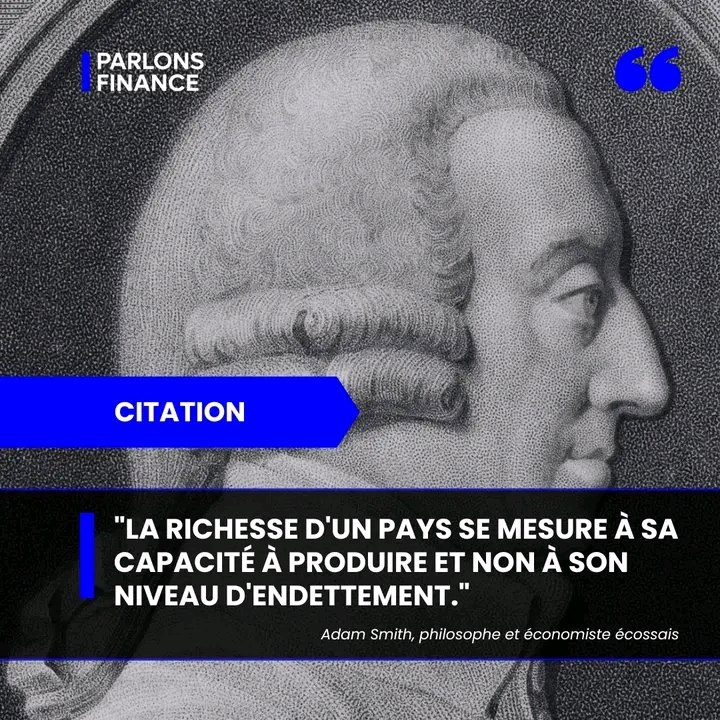 PARLONS
FINANCE
CITATION
"LA RICHESSE D'UN PAYS SE MESURE À SA
CAPACITÉ À PRODUIRE ET NON À SON
NIVEAU D'ENDETTEMENT."
Adam Smith, philosophe et économiste écossais